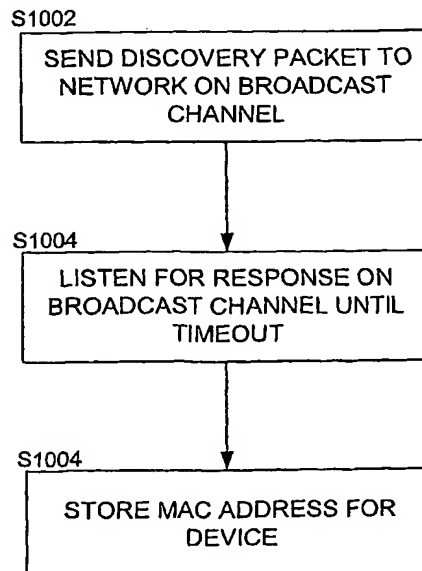 S1002
SEND DISCOVERY PACKET TO
NETWORK ON BROADCAST
CHANNEL
S1004
LISTEN FOR RESPONSE ON
BROADCAST CHANNEL UNTIL
TIMEOUT
S1004
STORE MAC ADDRESS FOR
DEVICE